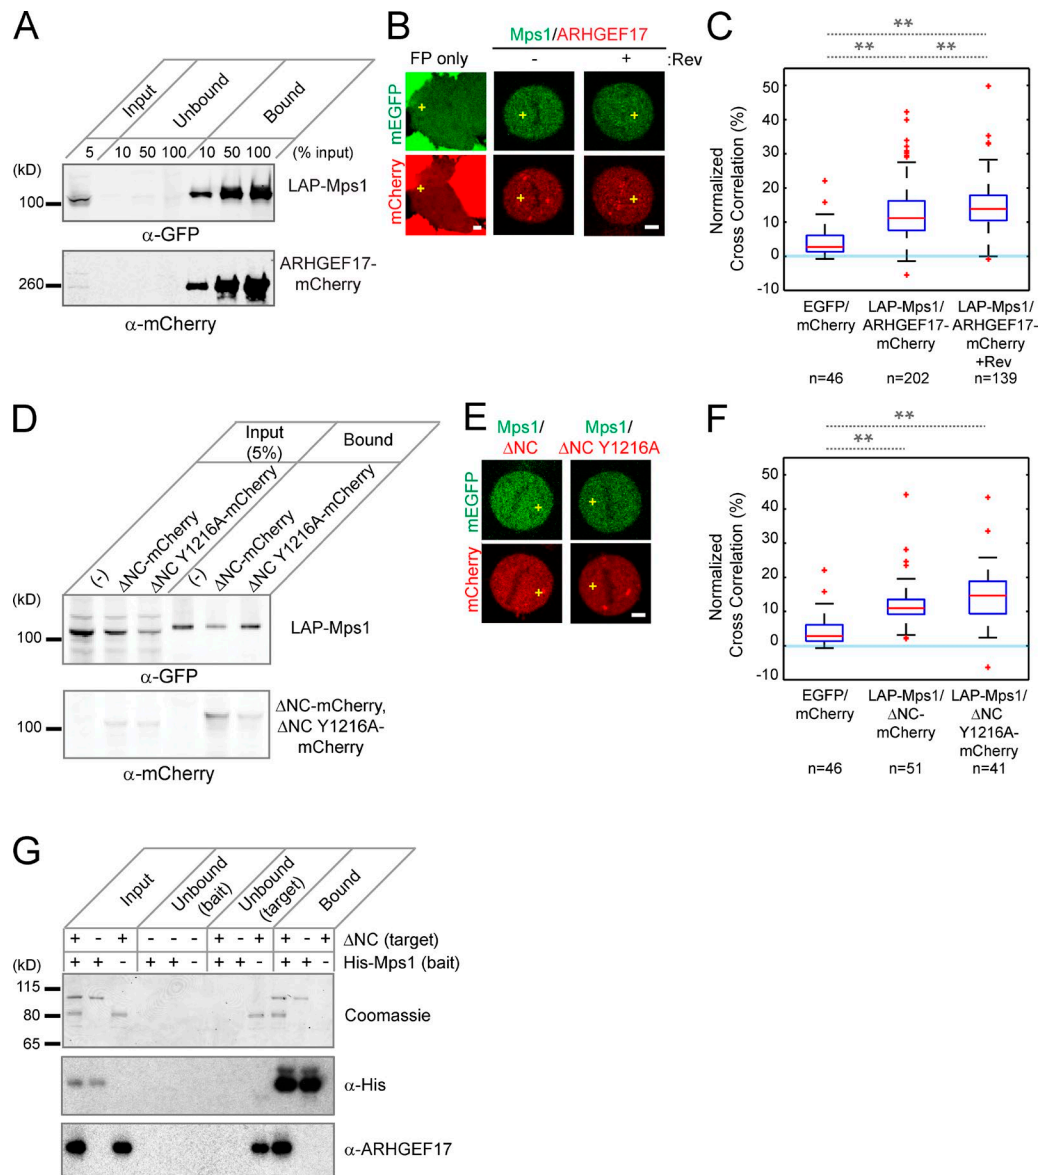 A
Input
Unbound
Bound
5 10 50 100 10 50 100 (% input)
(kD)
LAP-Mps1
100
α-GFP
ARHGEF17-
mCherry
260
α-mCherry
B
Mps1/ARHGEF17
FP only - + :Rev
mEGFP
mCherry
C
** 
** **
Normalized
Cross Correlation (%)
50
40
30
20
10
0
-10
EGFP/ LAP-Mps1/ LAP-Mps1/
mCherry ARHGEF17- ARHGEF17-
mCherry mCherry
+Rev
n=46 n=202 n=139
D
Input
(5%)
Bound
(-)
ΔNC-mCherry
ΔNC Y1216A-mCherry
(-)
ΔNC-mCherry
ΔNC Y1216A-mCherry
(kD)
LAP-Mps1
100
α-GFP
ΔNC-mCherry,
ΔNC Y1216A-
mCherry
100
α-mCherry
E
Mps1/ Mps1/
ΔNC ΔNC Y1216A
mEGFP
mCherry
F
**
**
Normalized
Cross Correlation (%)
50
40
30
20
10
0
-10
EGFP/ LAP-Mps1/ LAP-Mps1/
mCherry ΔNC- ΔNC
mCherry Y1216A-
mCherry
n=46 n=51 n=41
G
Input
Unbound
(bait)
Unbound
(target)
Bound
+ - + - - - + - + + - + ΔNC (target)
+ + - + + - + + - + + - His-Mps1 (bait)
(kD)
115
80
65
Coomassie
α-His
α-ARHGEF17